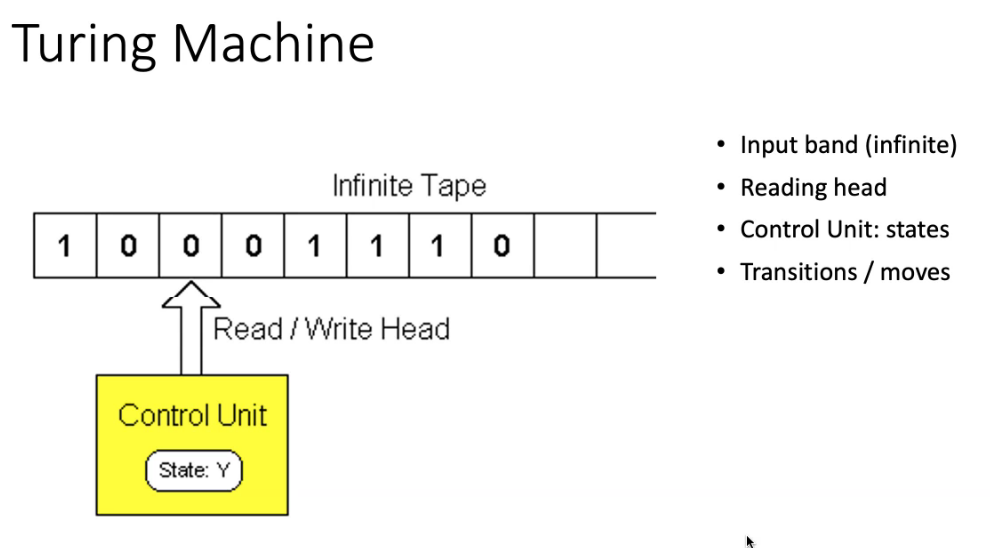 Turing Machine
Infinite Tape
1 0 0 0 1 1 1 0
Read / Write Head
Control Unit
State: Y
• Input band (infinite)
• Reading head
• Control Unit: states
• Transitions / moves